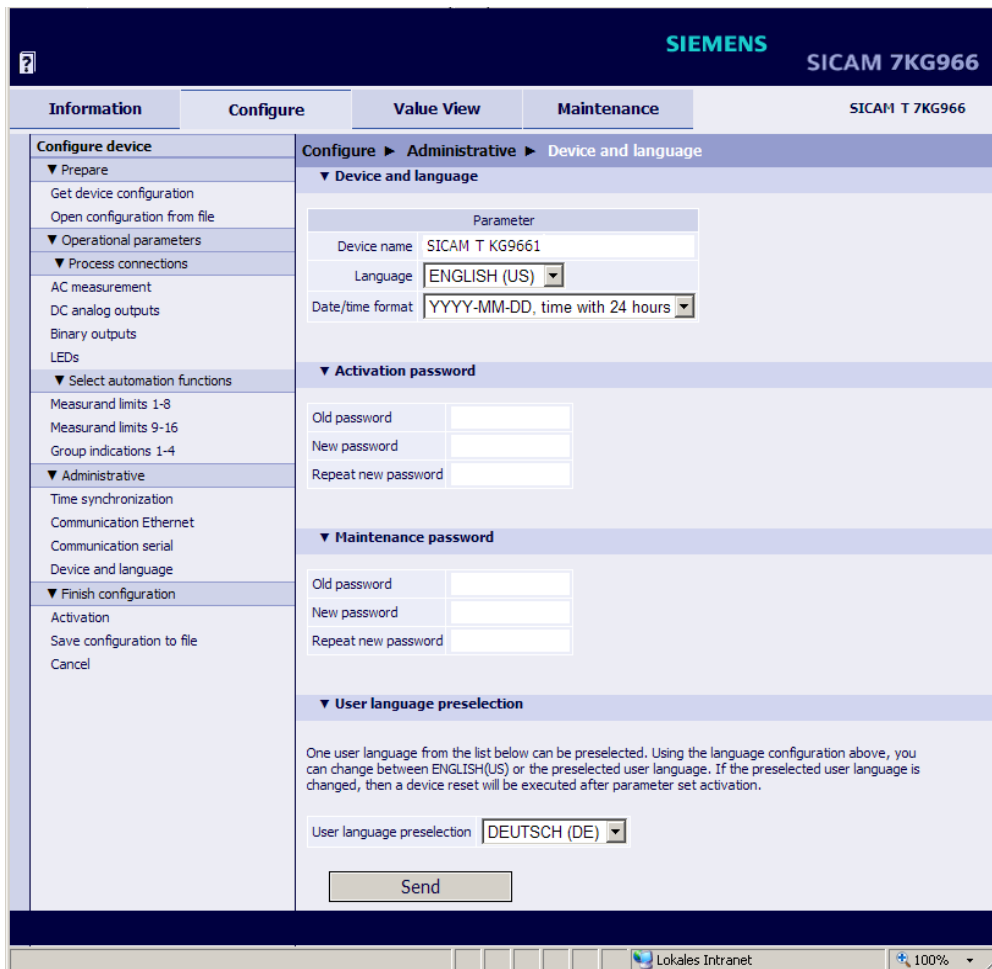 SIEMENS
SICAM 7KG966
?
Information
Configure
Value View
Maintenance
SICAM T 7KG966
Configure device
▼ Prepare
Get device configuration
Open configuration from file
▼ Operational parameters
▼ Process connections
AC measurement
DC analog outputs
Binary outputs
LEDs
▼ Select automation functions
Measurand limits 1-8
Measurand limits 9-16
Group indications 1-4
▼ Administrative
Time synchronization
Communication Ethernet
Communication serial
Device and language
▼ Finish configuration
Activation
Save configuration to file
Cancel
Configure ► Administrative ► Device and language
▼ Device and language
Parameter
Device name SICAM T KG9661
Language ENGLISH (US)
Date/time format YYYY-MM-DD, time with 24 hours
▼ Activation password
Old password
New password
Repeat new password
▼ Maintenance password
Old password
New password
Repeat new password
▼ User language preselection
One user language from the list below can be preselected. Using the language configuration above, you
can change between ENGLISH(US) or the preselected user language. If the preselected user language is
changed, then a device reset will be executed after parameter set activation.
User language preselection DEUTSCH (DE)
Send
Lokales Intranet
100%